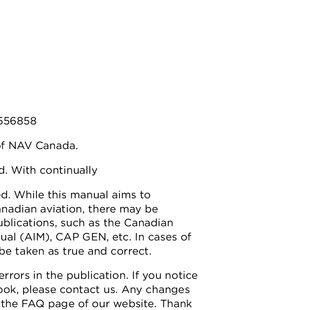 556858
of NAV Canada.
d. With continually
d. While this manual aims to
nadian aviation, there may be
ublications, such as the Canadian
ual (AIM), CAP GEN, etc. In cases of
be taken as true and correct.
errors in the publication. If you notice
ook, please contact us. Any changes
the FAQ page of our website. Thank